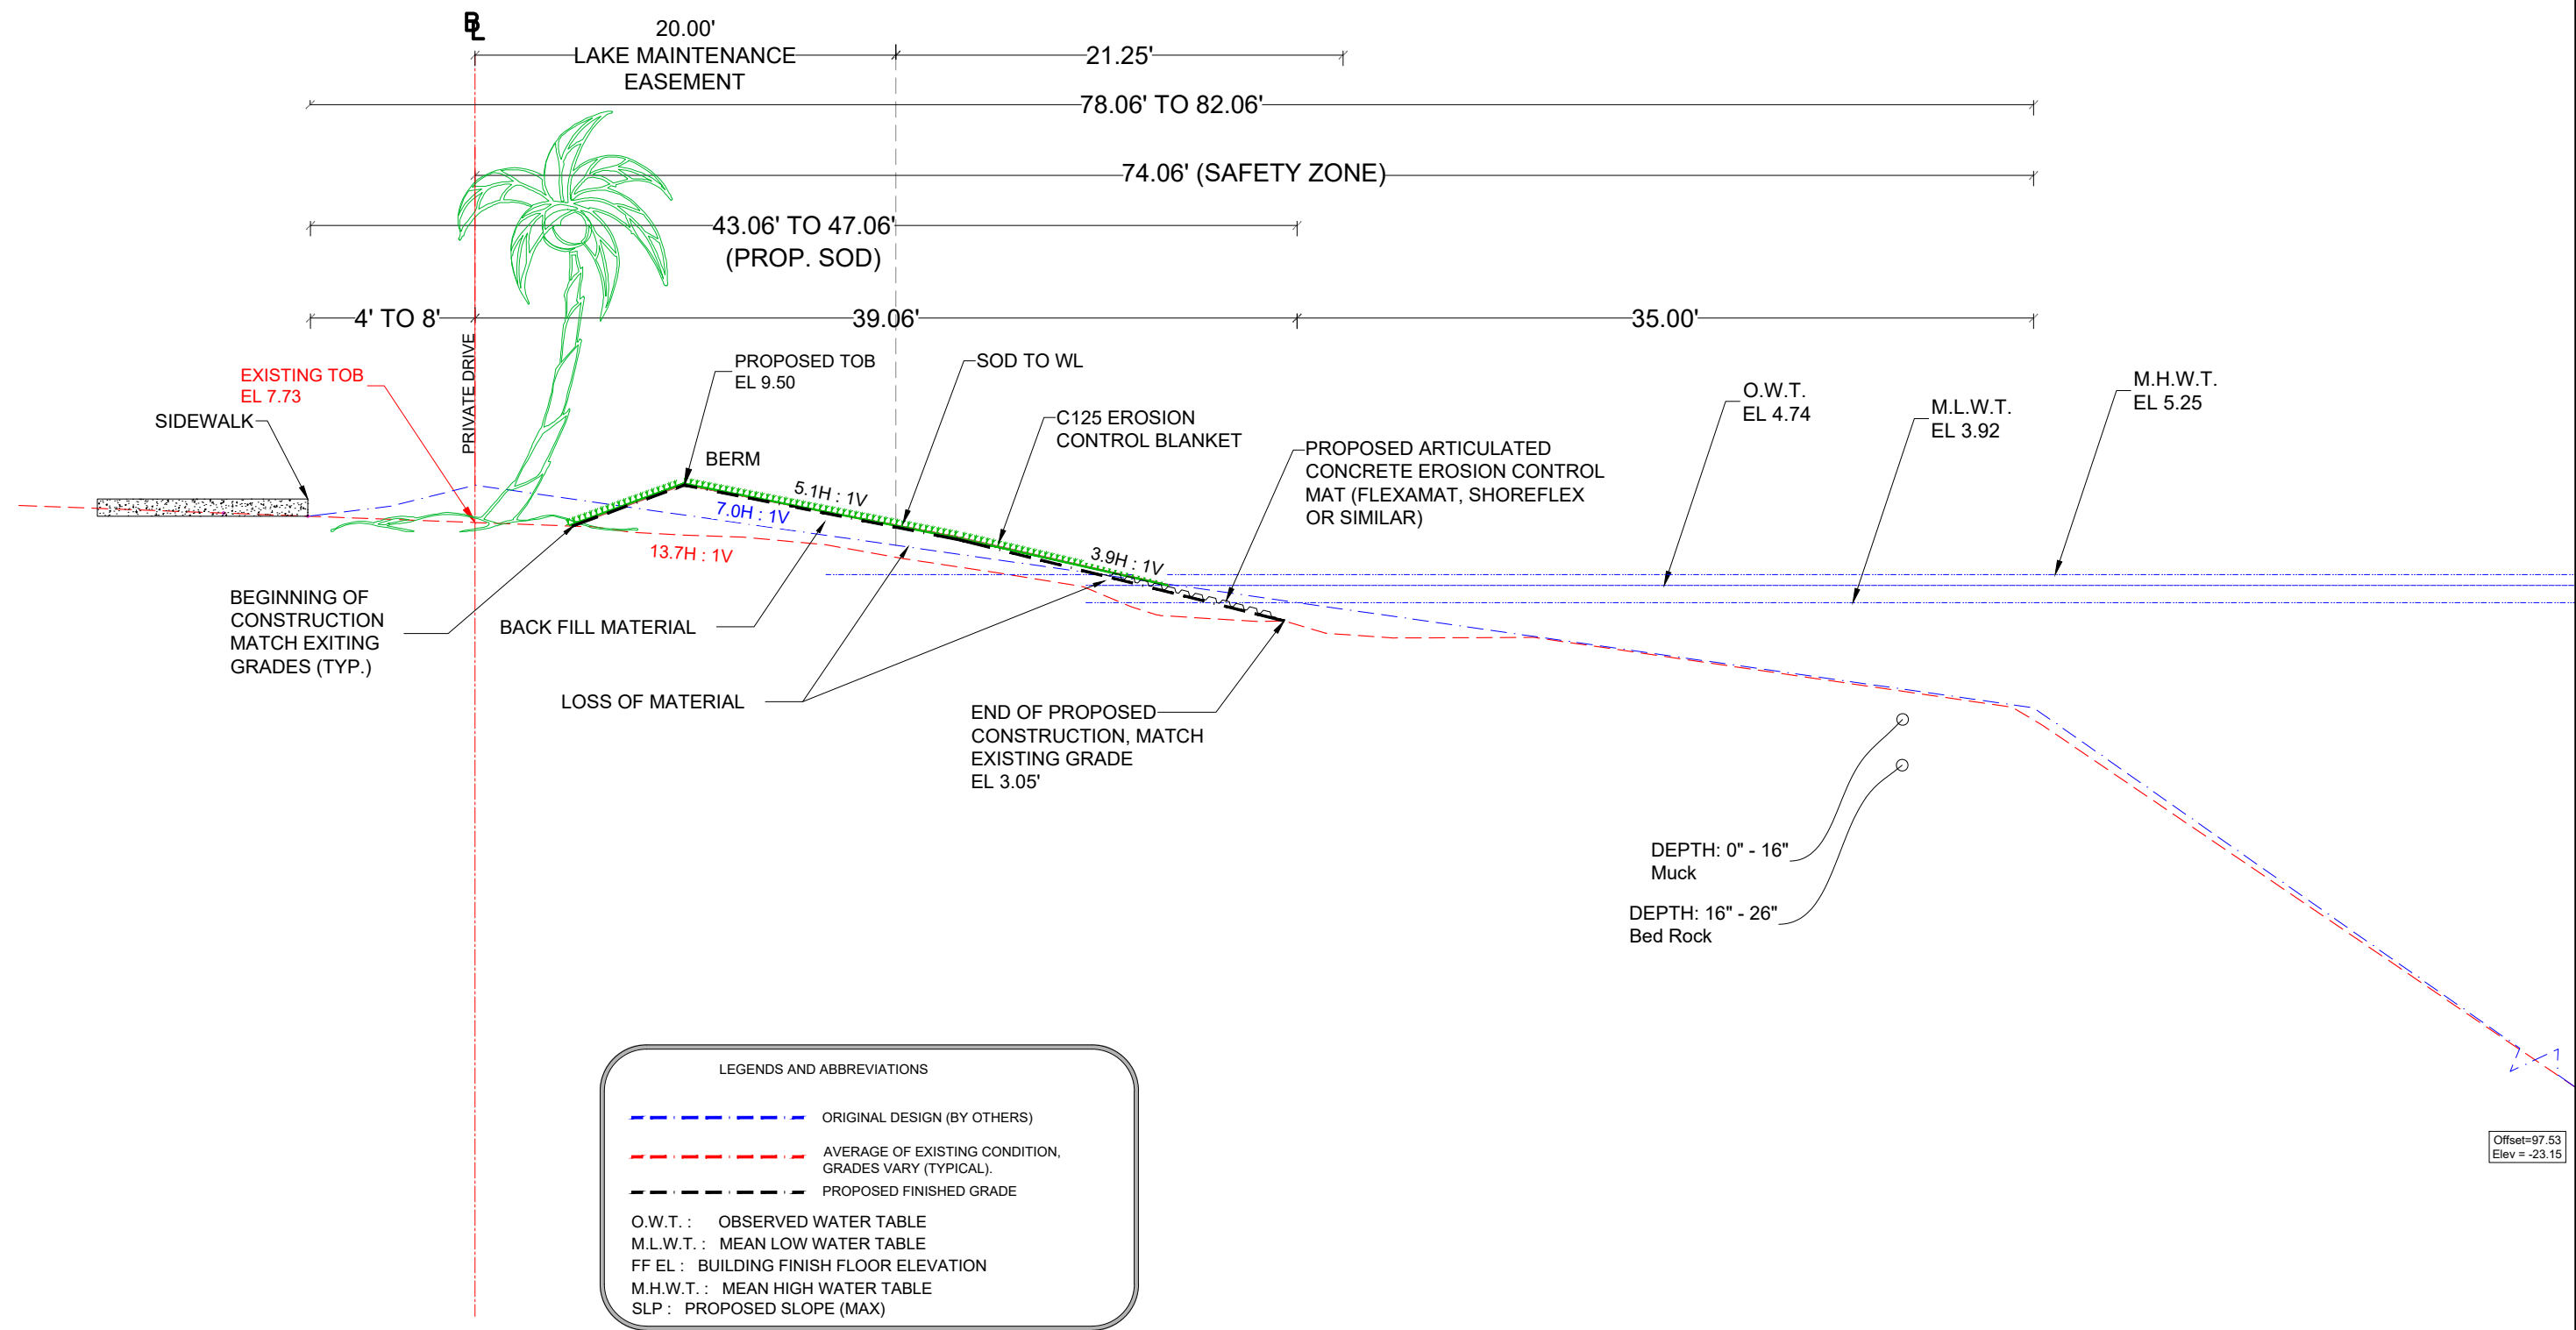 BL
20.00'
LAKE MAINTENANCE
EASEMENT
21.25'
78.06' TO 82.06'
74.06' (SAFETY ZONE)
43.06' TO 47.06'
(PROP. SOD)
4' TO 8'
39.06'
35.00'
PRIVATE DRIVE
EXISTING TOB
EL 7.73
SIDEWALK
PROPOSED TOB
EL 9.50
SOD TO WL
BERM
C125 EROSION
CONTROL BLANKET
PROPOSED ARTICULATED
CONCRETE EROSION CONTROL
MAT (FLEXAMAT, SHOREFLEX
OR SIMILAR)
O.W.T.
EL 4.74
M.L.W.T.
EL 3.92
M.H.W.T.
EL 5.25
5.1H : 1V
7.0H : 1V
13.7H : 1V
3.9H : 1V
BEGINNING OF
CONSTRUCTION
MATCH EXITING
GRADES (TYP.)
BACK FILL MATERIAL
LOSS OF MATERIAL
END OF PROPOSED
CONSTRUCTION, MATCH
EXISTING GRADE
EL 3.05'
DEPTH: 0" - 16"
Muck
DEPTH: 16" - 26"
Bed Rock
Offset=97.53
Elev = -23.15
LEGENDS AND ABBREVIATIONS
ORIGINAL DESIGN (BY OTHERS)
AVERAGE OF EXISTING CONDITION,
GRADES VARY (TYPICAL).
PROPOSED FINISHED GRADE
O.W.T. : OBSERVED WATER TABLE
M.L.W.T. : MEAN LOW WATER TABLE
FF EL : BUILDING FINISH FLOOR ELEVATION
M.H.W.T. : MEAN HIGH WATER TABLE
SLP : PROPOSED SLOPE (MAX)